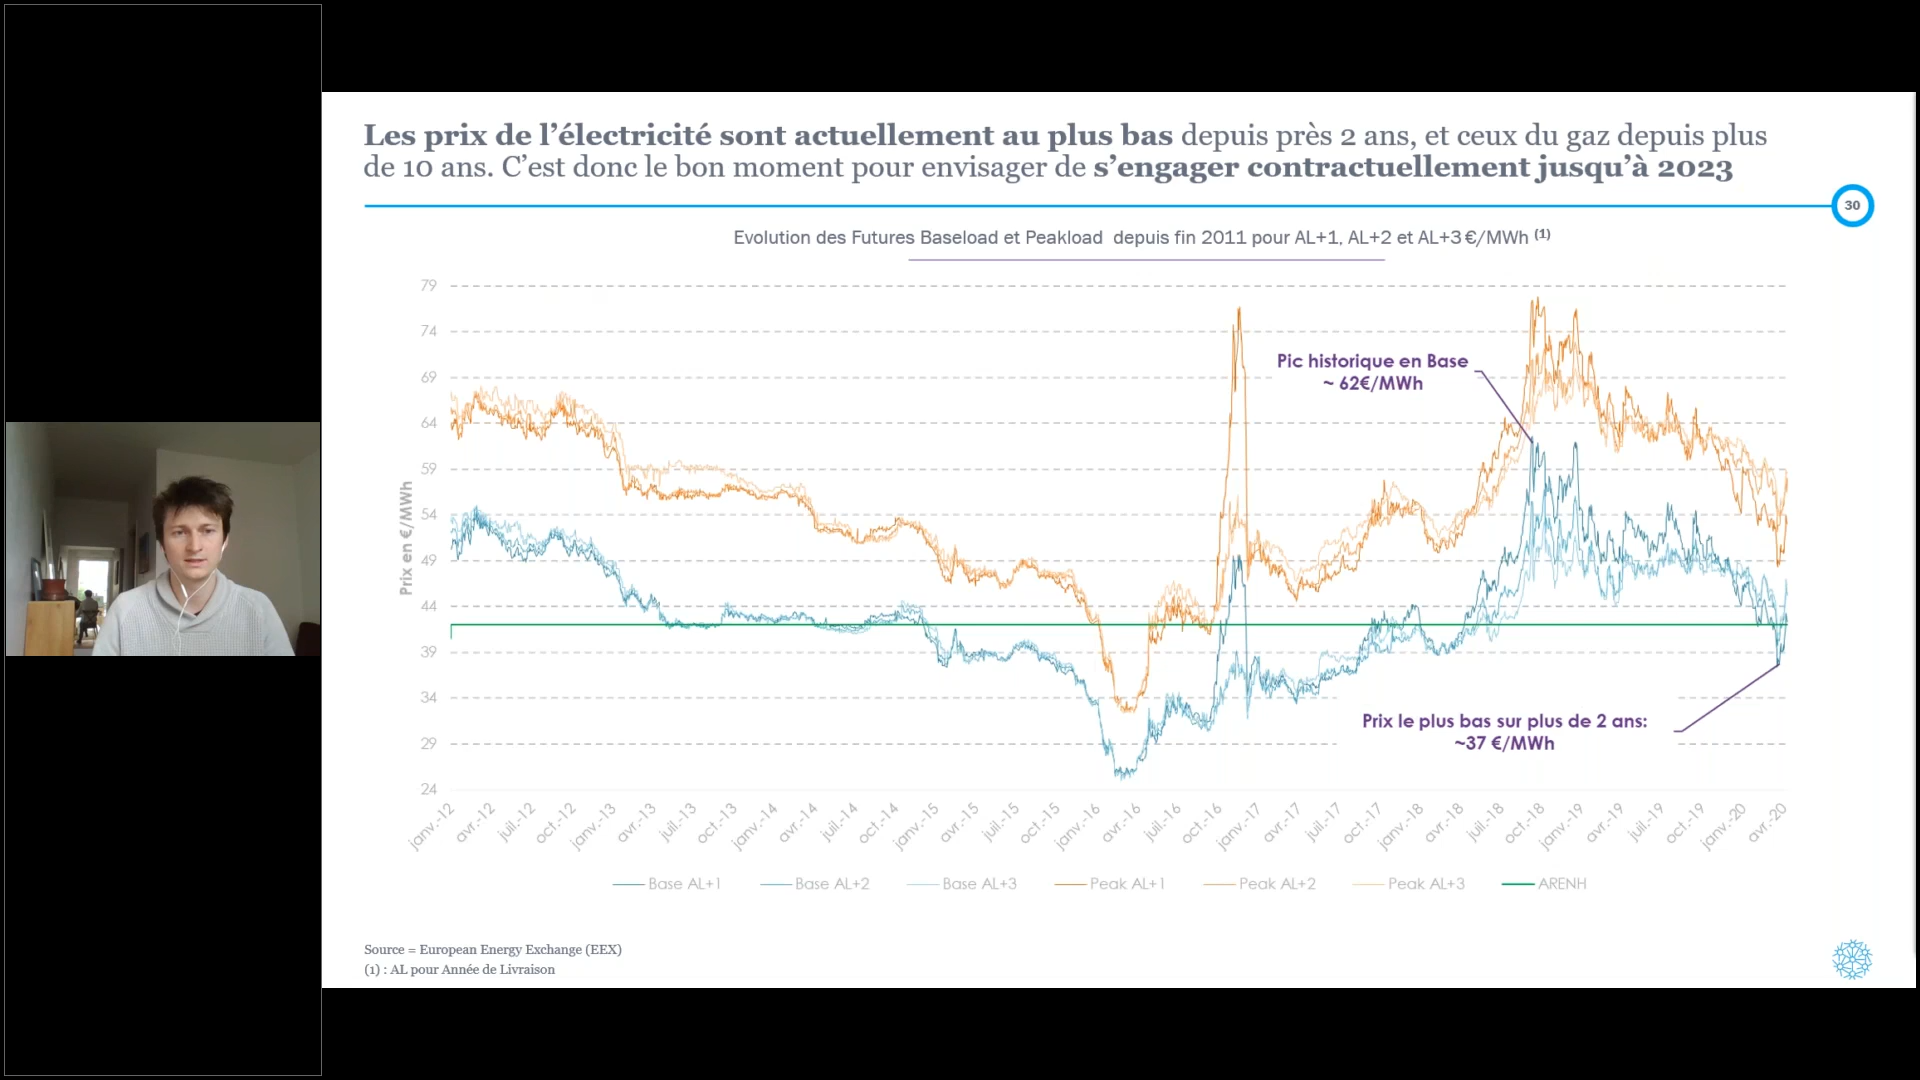 Les prix de l'électricité sont actuellement au plus bas depuis près 2 ans, et ceux du gaz depuis plus
de 10 ans. C'est donc le bon moment pour envisager de s'engager contractuellement jusqu'à 2023
30
Evolution des Futures Baseload et Peakload depuis fin 2011 pour AL+1, AL+2 et AL+3 €/MWh (1)
Prix en €/MWh
79
74
69
64
59
54
49
44
39
34
29
24
Pic historique en Base
~ 62€/MWh
Prix le plus bas sur plus de 2 ans:
~37 €/MWh
janv.-12 avr.-12 juil.-12 oct.-12 janv.-13 avr.-13 juil.-13 oct.-13 janv.-14 avr.-14 juil.-14 oct.-14 janv.-15 avr.-15 juil.-15 oct.-15 janv.-16 avr.-16 juil.-16 oct.-16 janv.-17 avr.-17 juil.-17 oct.-17 janv.-18 avr.-18 juil.-18 oct.-18 janv.-19 avr.-19 juil.-19 oct.-19 janv.-20 avr.-20
Base AL+1 Base AL+2 Base AL+3 Peak AL+1 Peak AL+2 Peak AL+3 ARENH
Source = European Energy Exchange (EEX)
(1) : AL pour Année de Livraison